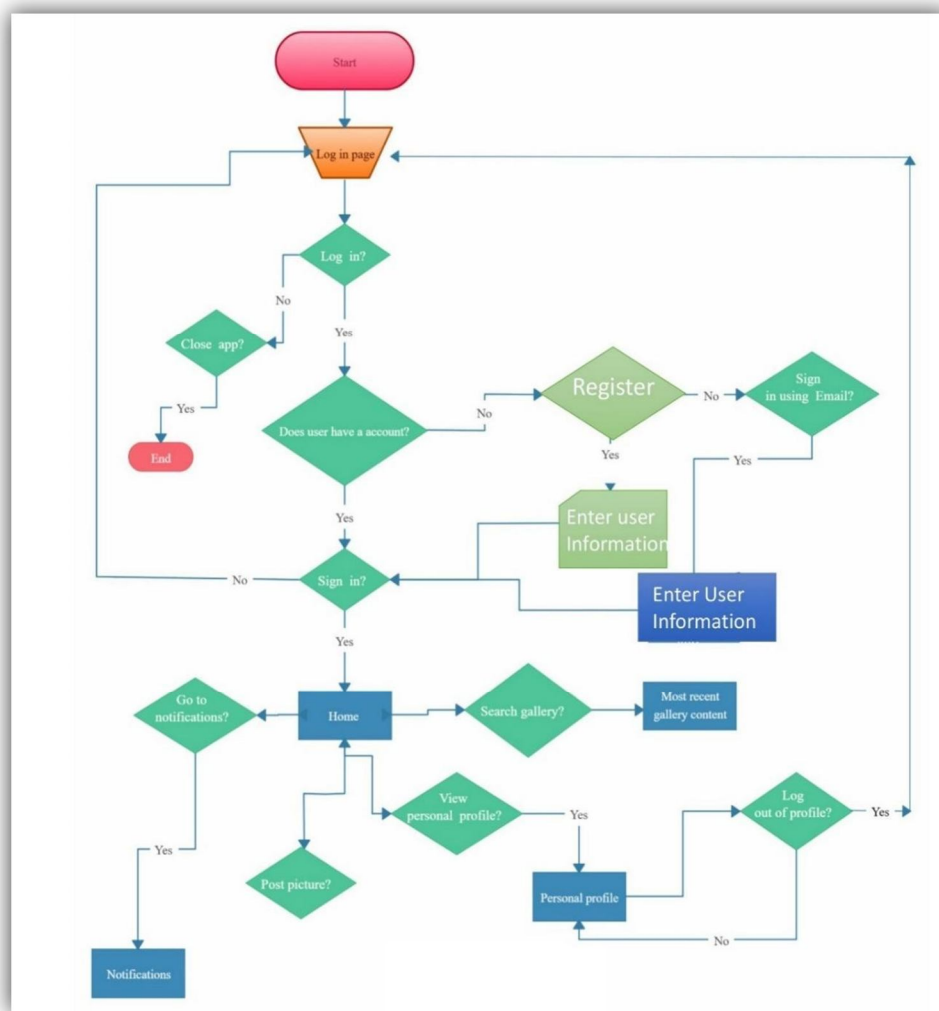 Start
Log in page
Log in?
No
Close app?
Yes
Yes
End
Does user have a account?
No
Register
No
Sign
in using Email?
Yes
Yes
Enter user
Information
Yes
Sign in?
No
Enter User
Information
Yes
Go to
notifications?
Home
Search gallery?
Most recent
gallery content
View
personal profile?
Yes
Log
out of profile?
Yes
Yes
Post picture?
Personal profile
No
Notifications